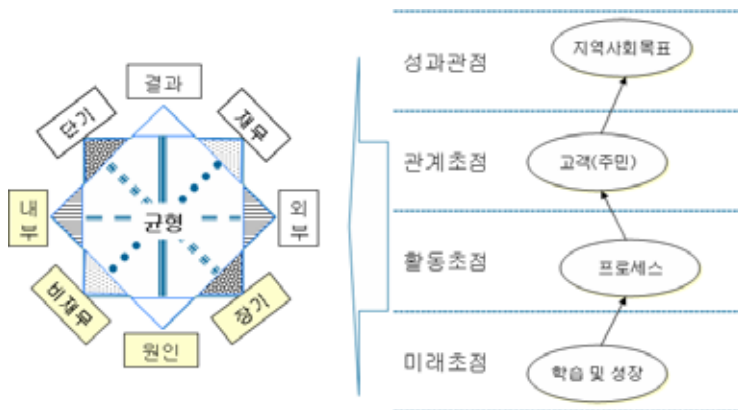 결과
단기
재무
내
부
균형
외
부
비재무
장기
원인
성과관점
지역사회목표
관계초점
고객(주민)
활동초점
프로세스
미래초점
학습 및 성장